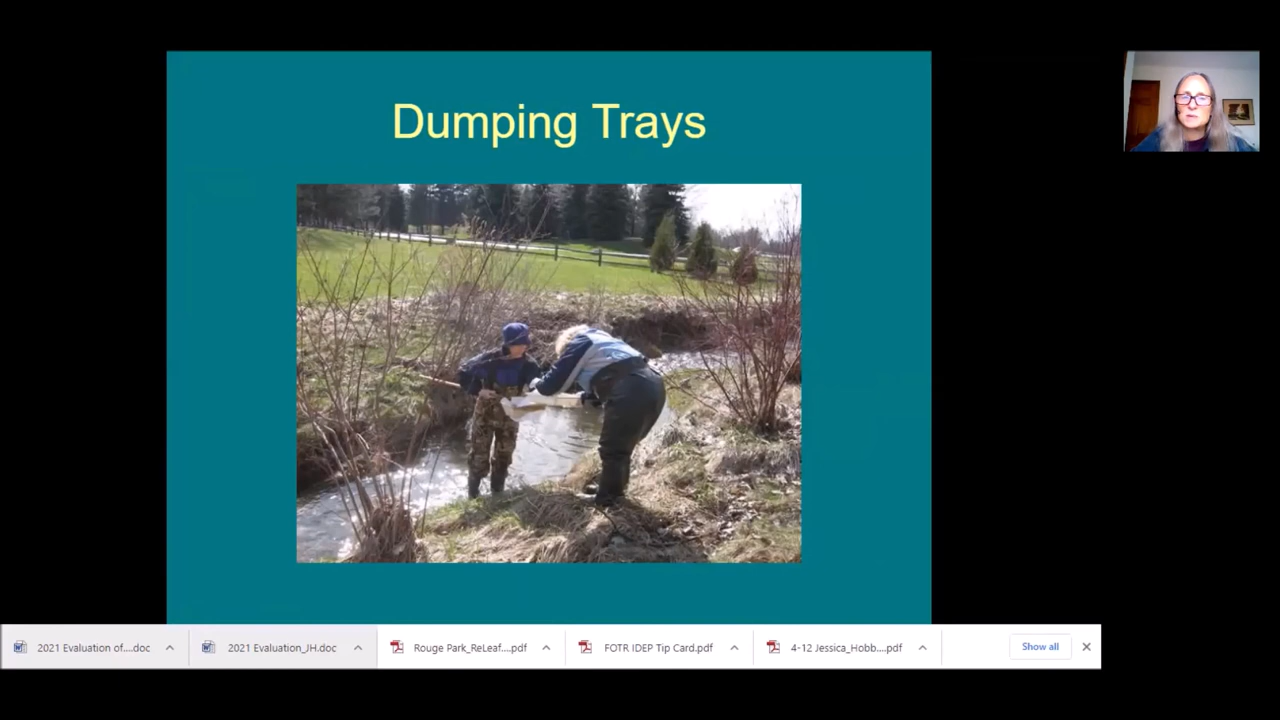 Dumping Trays
2021 Evaluation of....doc
2021 Evaluation_JH.doc
Rouge Park_ReLeaf....pdf
FOTR IDEP Tip Card.pdf
4-12 Jessica_Hobb....pdf
Show all